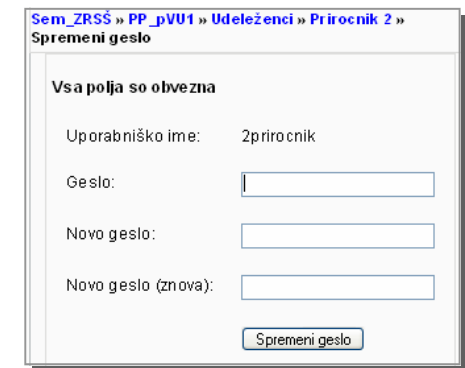 Sem_ZRSŠ » PP_pVU1 » Udeleženci » Prirocnik 2 »
Spremeni geslo
Vsa polja so obvezna
Uporabniško ime: 2prirocnik
Geslo:
Novo geslo:
Novo geslo (znova):
Spremeni geslo